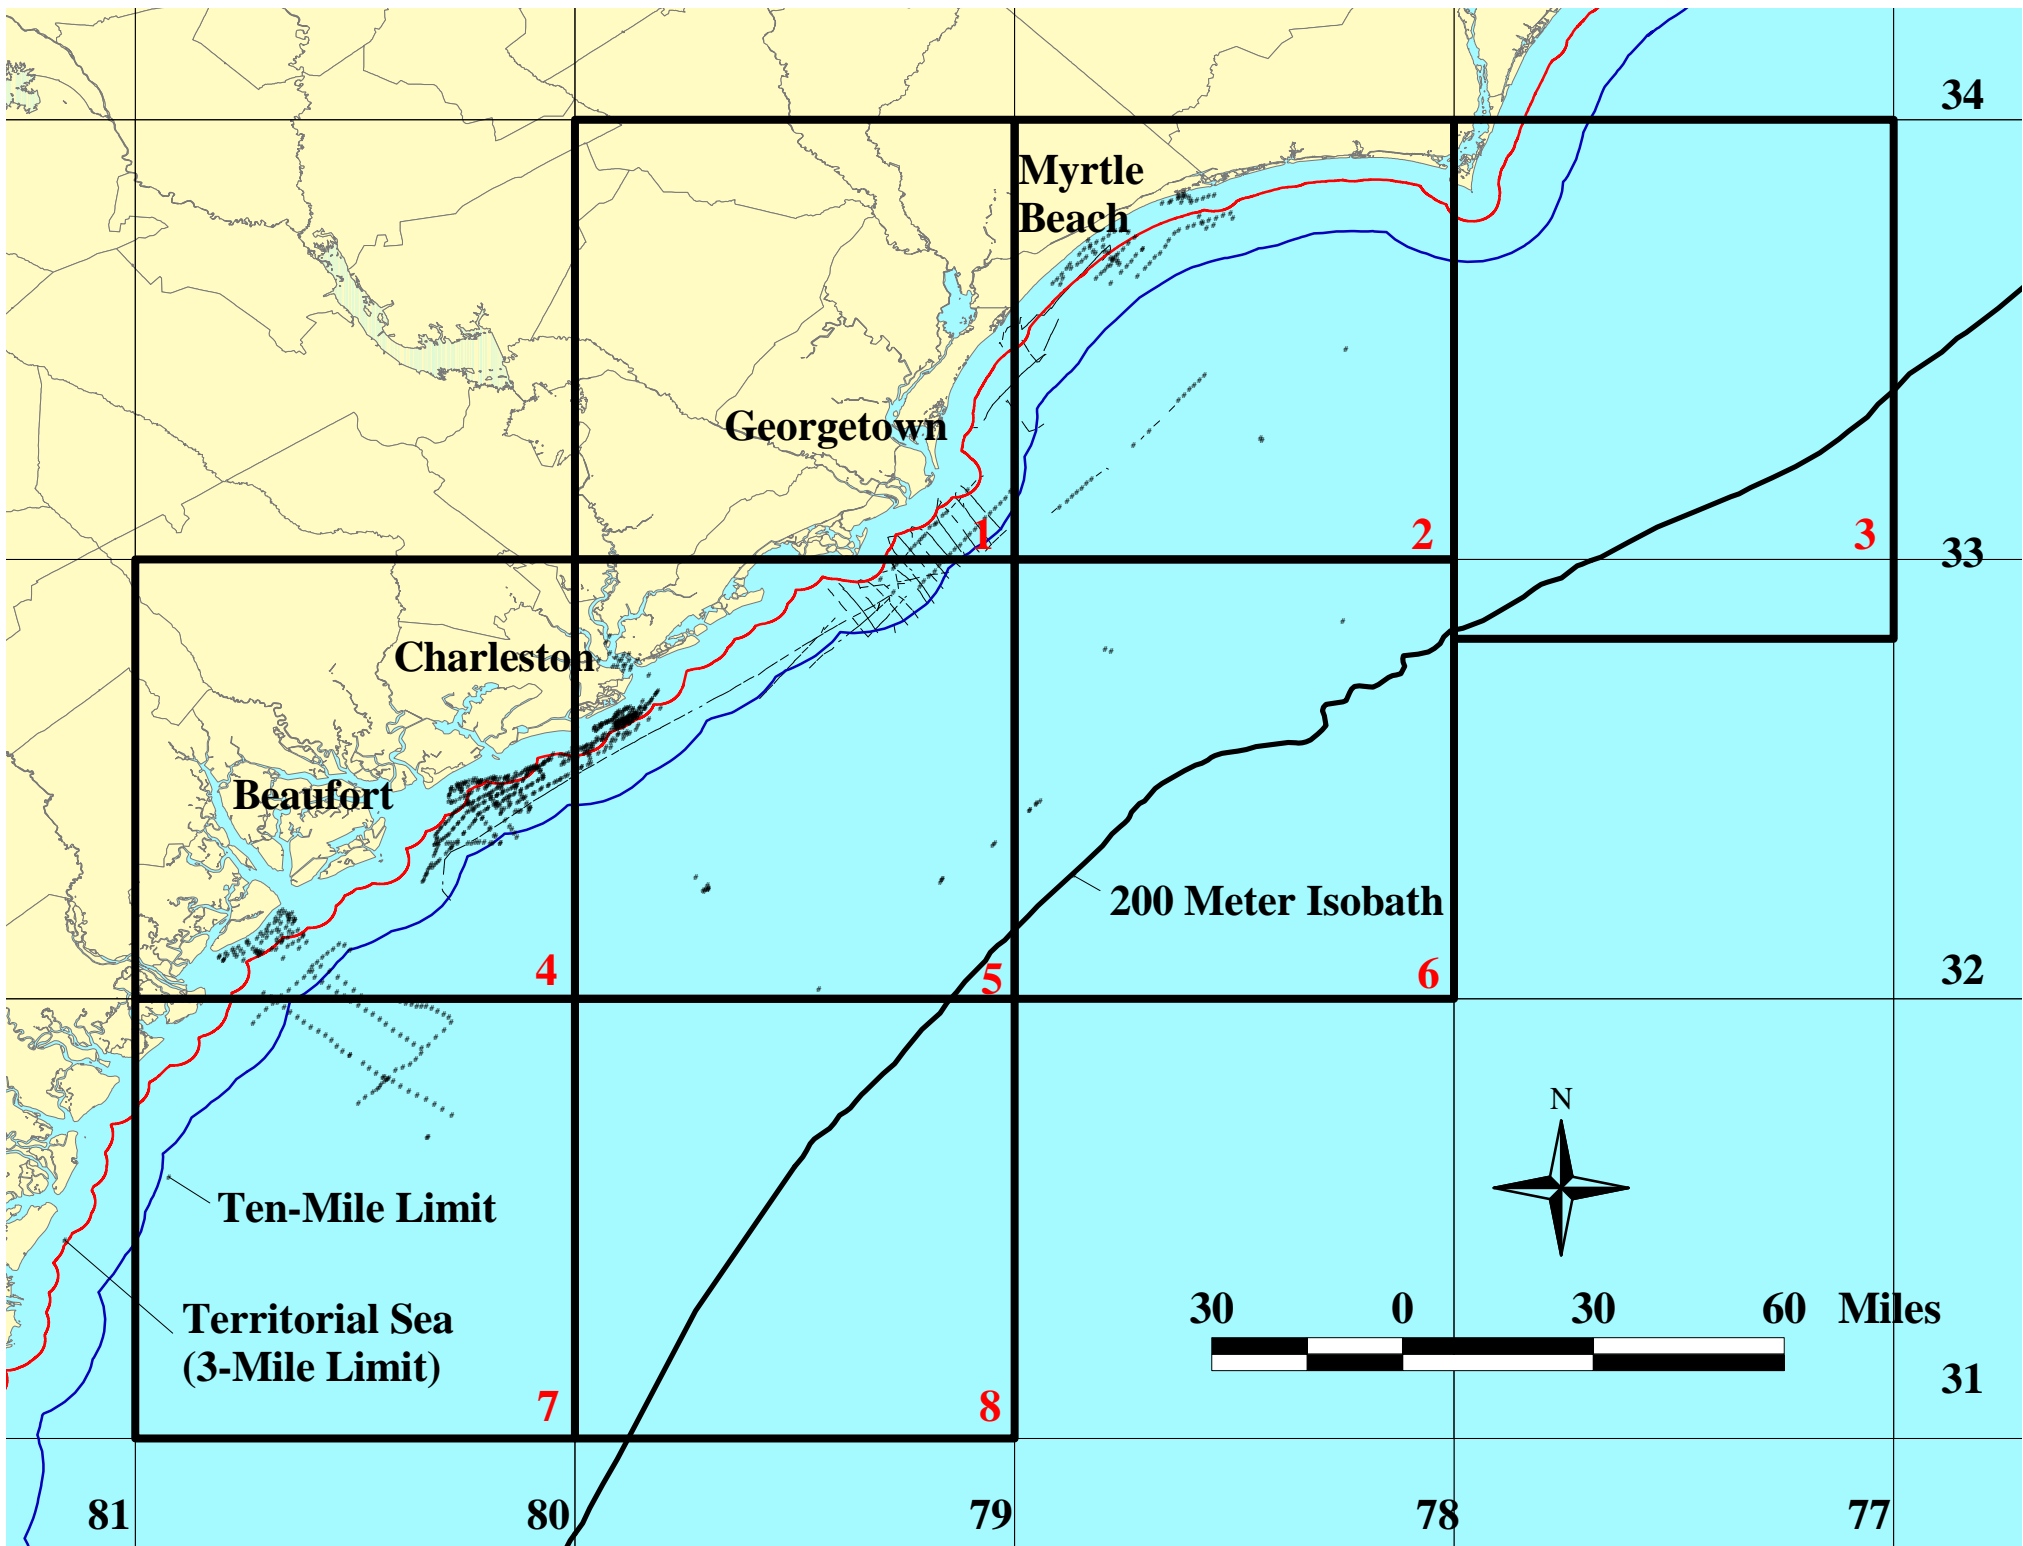 34
Myrtle
Beach
Georgetown
1
2
3
33
Charleston
Beaufort
200 Meter Isobath
4
5
6
32
N
Ten-Mile Limit
30 0 30 60 Miles
Territorial Sea
(3-Mile Limit)
31
7
8
81 80 79 78 77